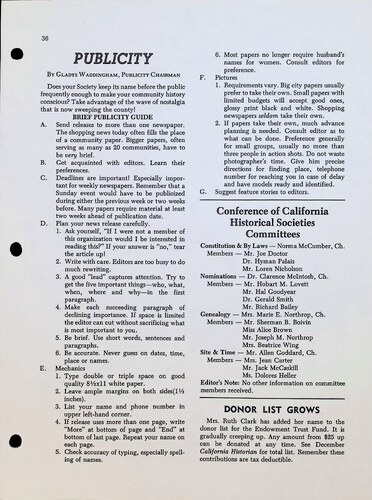 36
PUBLICITY
BY GLADYS WADDINGHAM, PUBLICITY CHAIRMAN
Does your Society keep its name before the public
frequently enough to make your community history
conscious? Take advantage of the wave of nostalgia
that is now sweeping the county!
BRIEF PUBLICITY GUIDE
A. Send releases to more than one newspaper.
The shopping news today often fills the place
of a community paper. Bigger papers, often
serving as many as 20 communities, have to
be very brief.
B. Get acquainted with editors. Learn their
preferences.
C. Deadlines are important! Especially impor-
tant for weekly newspapers. Remember that a
Sunday event would have to be publicized
during either the previous week or two weeks
before. Many papers require material at least
two weeks ahead of publication date.
D. Plan your news release carefully.
1. Ask yourself, "If I were not a member of
this organization would I be interested in
reading this?" If your answer is "no," tear
the article up!
2. Write with care. Editors are too busy to do
much rewriting.
3. A good "lead" captures attention. Try to
get the five important things—who, what,
when, where and why—in the first
paragraph.
4. Make each succeeding paragraph of
declining importance. If space is limited
the editor can cut without sacrificing what
is most important to you.
5. Be brief. Use short words, sentences and
paragraphs.
6. Be accurate. Never guess on dates, time,
place or names.
E. Mechanics
1. Type double or triple space on good
quality 8½x11 white paper.
2. Leave ample margins on both sides(1½
inches).
3. List your name and phone number in
upper left-hand corner.
4. If release uses more than one page, write
"More" at bottom of page and "End" at
bottom of last page. Repeat your name on
each page.
5. Check accuracy of typing, especially spell-
ing of names.
6. Most papers no longer require husband's
names for women. Consult editors for
preference.
F. Pictures
1. Requirements vary. Big city papers usually
prefer to take their own. Small papers with
limited budgets will accept good ones,
glossy print black and white. Shopping
newspapers seldom take their own.
2. If papers take their own, much advance
planning is needed. Consult editor as to
what can be done. Preference generally
for small groups, usually no more than
three people in action shots. Do not waste
photographer's time. Give him precise
directions for finding place, telephone
number for reaching you in case of delay
and have models ready and identified.
G. Suggest feature stories to editors.
Conference of California
Historical Societies
Committees
Constitution & By Laws — Norma McCumber, Ch.
Members — Mr. Joe Doctor
Dr. Hyman Palais
Mr. Loren Nicholson
Nominations — Dr. Clarence McIntosh, Ch.
Members — Mr. Hobart M. Lovett
Mr. Hal Goodyear
Dr. Gerald Smith
Mr. Richard Bailey
Genealogy — Mrs. Marie E. Northrop, Ch.
Members — Mr. Sherman B. Boivin
Miss Alice Brown
Mr. Joseph M. Northrop
Mrs. Beatrice Wing
Site & Time — Mr. Allen Goddard, Ch.
Members — Mrs. Jean Carter
Mr. Jack McCaskill
Ms. Dolores Heller
Editor's Note: No other information on committee
members received.
DONOR LIST GROWS
Mrs. Ruth Clark has added her name to
the donor list for the Endowment Trust Fund. It is
gradually creeping up. Any amount from $25 up
can be donated at any time. See December
California Historian for total list. Remember these
contributions are tax deductible.